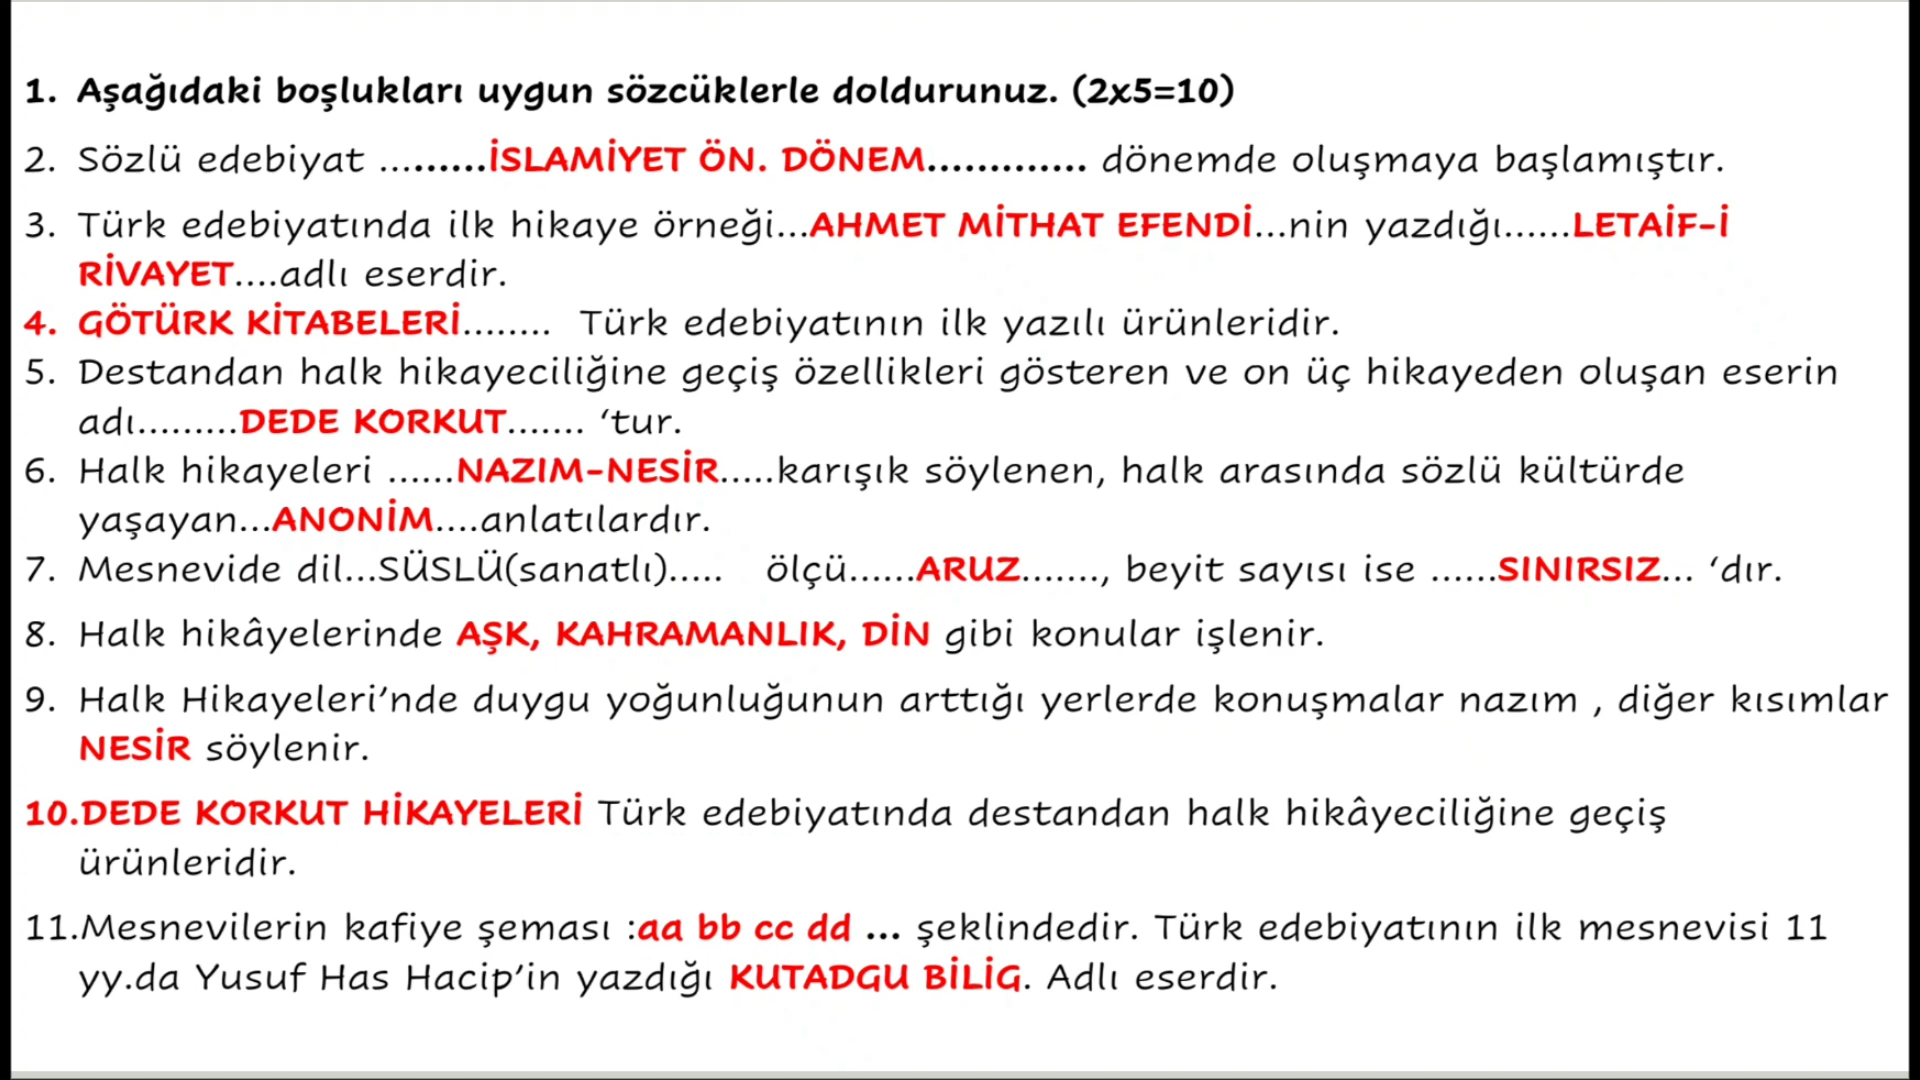 1. Aşağıdaki boşlukları uygun sözcüklerle doldurunuz. (2x5=10)
2. Sözlü edebiyat .........İSLAMİYET ÖN. DÖNEM............. dönemde oluşmaya başlamıştır.
3. Türk edebiyatında ilk hikaye örneği...AHMET MİTHAT EFENDİ...nin yazdığı......LETAİF-İ
RİVAYET....adlı eserdir.
4. GÖTÜRK KİTABELERİ........ Türk edebiyatının ilk yazılı ürünleridir.
5. Destandan halk hikayeciliğine geçiş özellikleri gösteren ve on üç hikayeden oluşan eserin
adı.........DEDE KORKUT....... ‘tur.
6. Halk hikayeleri ......NAZIM-NESİR.....karışık söylenen, halk arasında sözlü kültürde
yaşayan...ANONİM....anlatılardır.
7. Mesnevide dil...SÜSLÜ(sanatlı)..... ölçü......ARUZ......., beyit sayısı ise ......SINIRSIZ... ‘dır.
8. Halk hikâyelerinde AŞK, KAHRAMANLIK, DİN gibi konular işlenir.
9. Halk Hikayeleri’nde duygu yoğunluğunun arttığı yerlerde konuşmalar nazım , diğer kısımlar
NESİR söylenir.
10.DEDE KORKUT HİKAYELERİ Türk edebiyatında destandan halk hikâyeciliğine geçiş
ürünleridir.
11.Mesnevilerin kafiye şeması :aa bb cc dd ... şeklindedir. Türk edebiyatının ilk mesnevisi 11
yy.da Yusuf Has Hacip’in yazdığı KUTADGU BİLİG. Adlı eserdir.